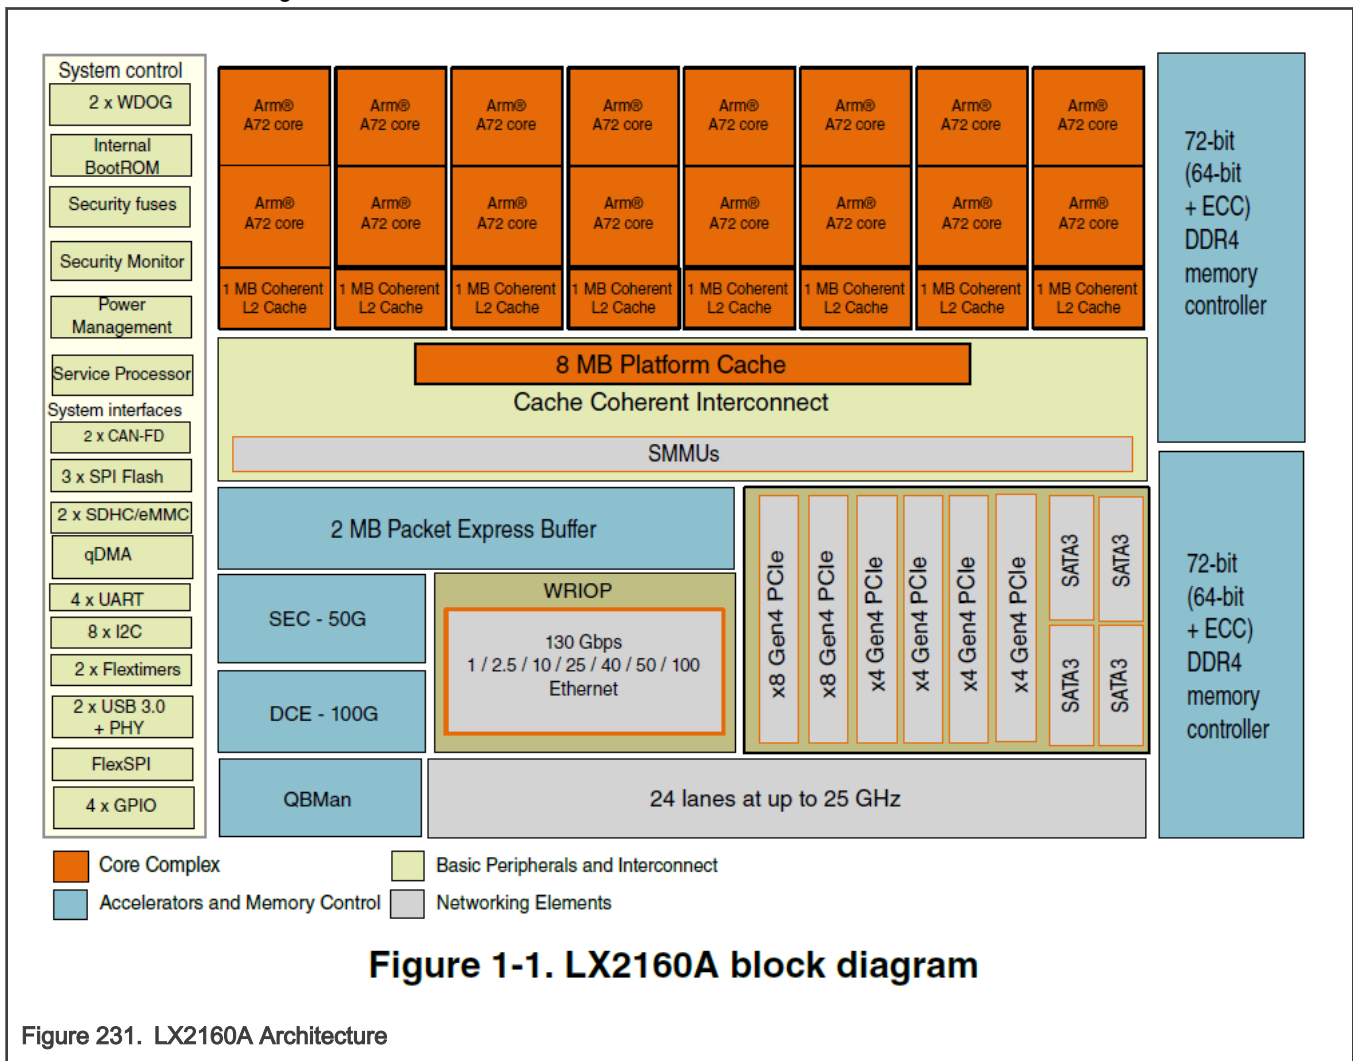 System control
2 x WDOG
Internal
BootROM
Security fuses
Security Monitor
Power
Management
Service Processor
System interfaces
2 x CAN-FD
3 x SPI Flash
2 x SDHC/eMMC
qDMA
4 x UART
8 x I2C
2 x Flextimers
2 x USB 3.0
+ PHY
FlexSPI
4 x GPIO
Arm®
A72 core
Arm®
A72 core
Arm®
A72 core
Arm®
A72 core
Arm®
A72 core
Arm®
A72 core
Arm®
A72 core
Arm®
A72 core
Arm®
A72 core
Arm®
A72 core
Arm®
A72 core
Arm®
A72 core
Arm®
A72 core
Arm®
A72 core
Arm®
A72 core
Arm®
A72 core
1 MB Coherent
L2 Cache
1 MB Coherent
L2 Cache
1 MB Coherent
L2 Cache
1 MB Coherent
L2 Cache
1 MB Coherent
L2 Cache
1 MB Coherent
L2 Cache
1 MB Coherent
L2 Cache
1 MB Coherent
L2 Cache
8 MB Platform Cache
Cache Coherent Interconnect
SMMUs
2 MB Packet Express Buffer
SEC - 50G
DCE - 100G
QBMan
WRIOP
130 Gbps
1 / 2.5 / 10 / 25 / 40 / 50 / 100
Ethernet
x8 Gen4 PCIe
x8 Gen4 PCIe
x4 Gen4 PCIe
x4 Gen4 PCIe
x4 Gen4 PCIe
x4 Gen4 PCIe
SATA3
SATA3
SATA3
SATA3
24 lanes at up to 25 GHz
72-bit
(64-bit
+ ECC)
DDR4
memory
controller
72-bit
(64-bit
+ ECC)
DDR4
memory
controller
Core Complex
Basic Peripherals and Interconnect
Accelerators and Memory Control
Networking Elements
Figure 1-1. LX2160A block diagram
Figure 231. LX2160A Architecture